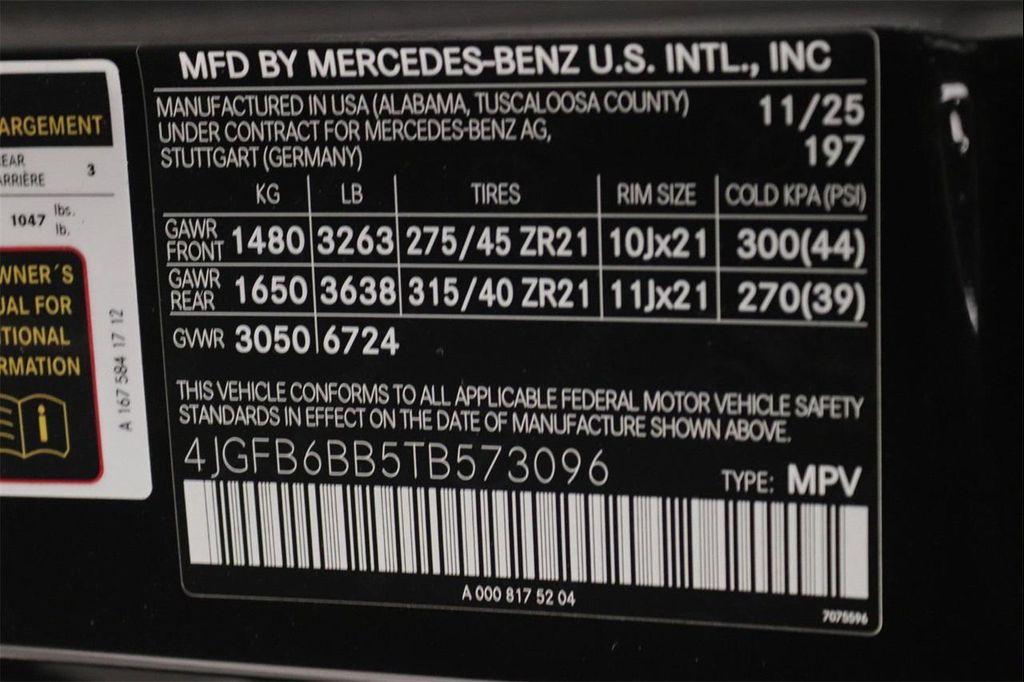 ARGEMENT
EAR
ARRIÈRE 3
1047 lbs.
lb.
WNER´S
UAL FOR
ITIONAL
RMATION
i
A 167 584 17 12
MFD BY MERCEDES-BENZ U.S. INTL., INC
MANUFACTURED IN USA (ALABAMA, TUSCALOOSA COUNTY) 11/25
UNDER CONTRACT FOR MERCEDES-BENZ AG,
STUTTGART (GERMANY) 197
KG LB TIRES RIM SIZE COLD KPA (PSI)
GAWR FRONT 1480 3263 275/45 ZR21 10Jx21 300(44)
GAWR REAR 1650 3638 315/40 ZR21 11Jx21 270(39)
GVWR 3050 6724
THIS VEHICLE CONFORMS TO ALL APPLICABLE FEDERAL MOTOR VEHICLE SAFETY
STANDARDS IN EFFECT ON THE DATE OF MANUFACTURE SHOWN ABOVE.
4JGFB6BB5TB573096 TYPE: MPV
A 000 817 52 04
7075596